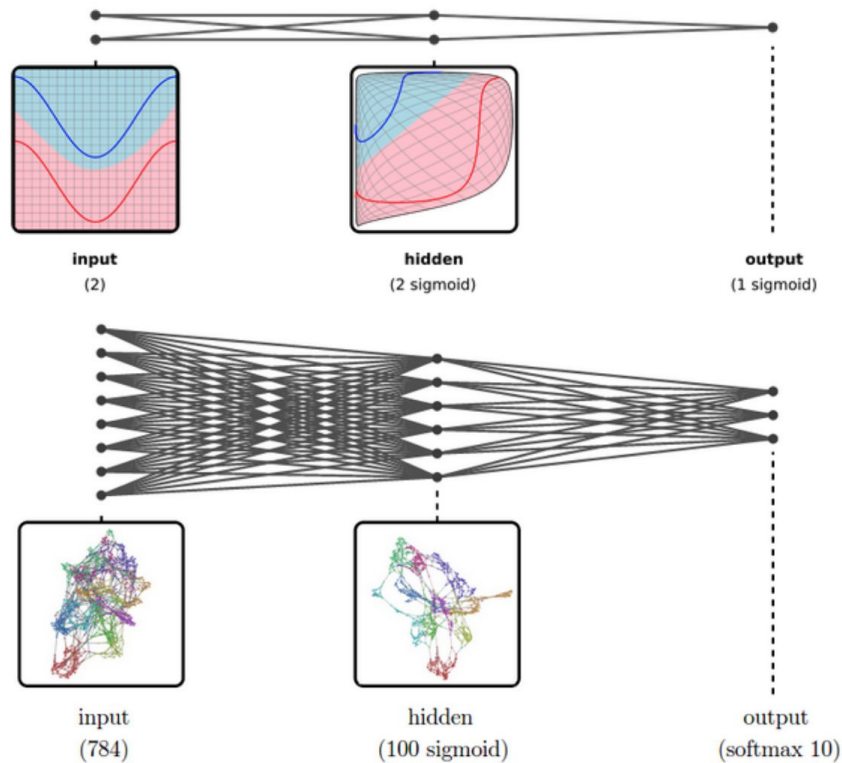 input
(2)
hidden
(2 sigmoid)
output
(1 sigmoid)
input
(784)
hidden
(100 sigmoid)
output
(softmax 10)